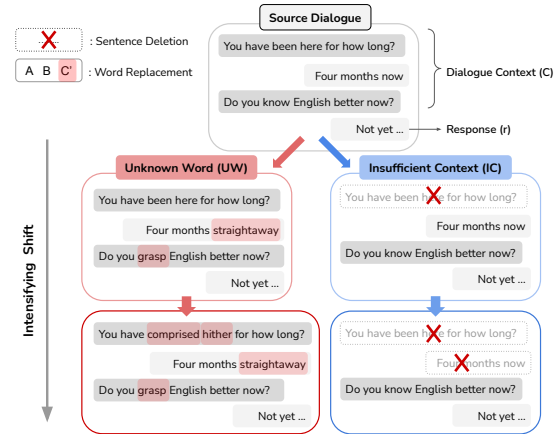 Source Dialogue
: Sentence Deletion
A B C'
: Word Replacement
You have been here for how long?
Four months now
Do you know English better now?
Not yet ...
Dialogue Context (C)
Response (r)
Intensifying Shift
Unknown Word (UW)
You have been here for how long?
Four months straightaway
Do you grasp English better now?
Not yet ...
You have comprised hither for how long?
Four months straightaway
Do you grasp English better now?
Not yet ...
Insufficient Context (IC)
You have been here for how long?
Four months now
Do you know English better now?
Not yet ...
You have been here for how long?
Four months now
Do you know English better now?
Not yet ...